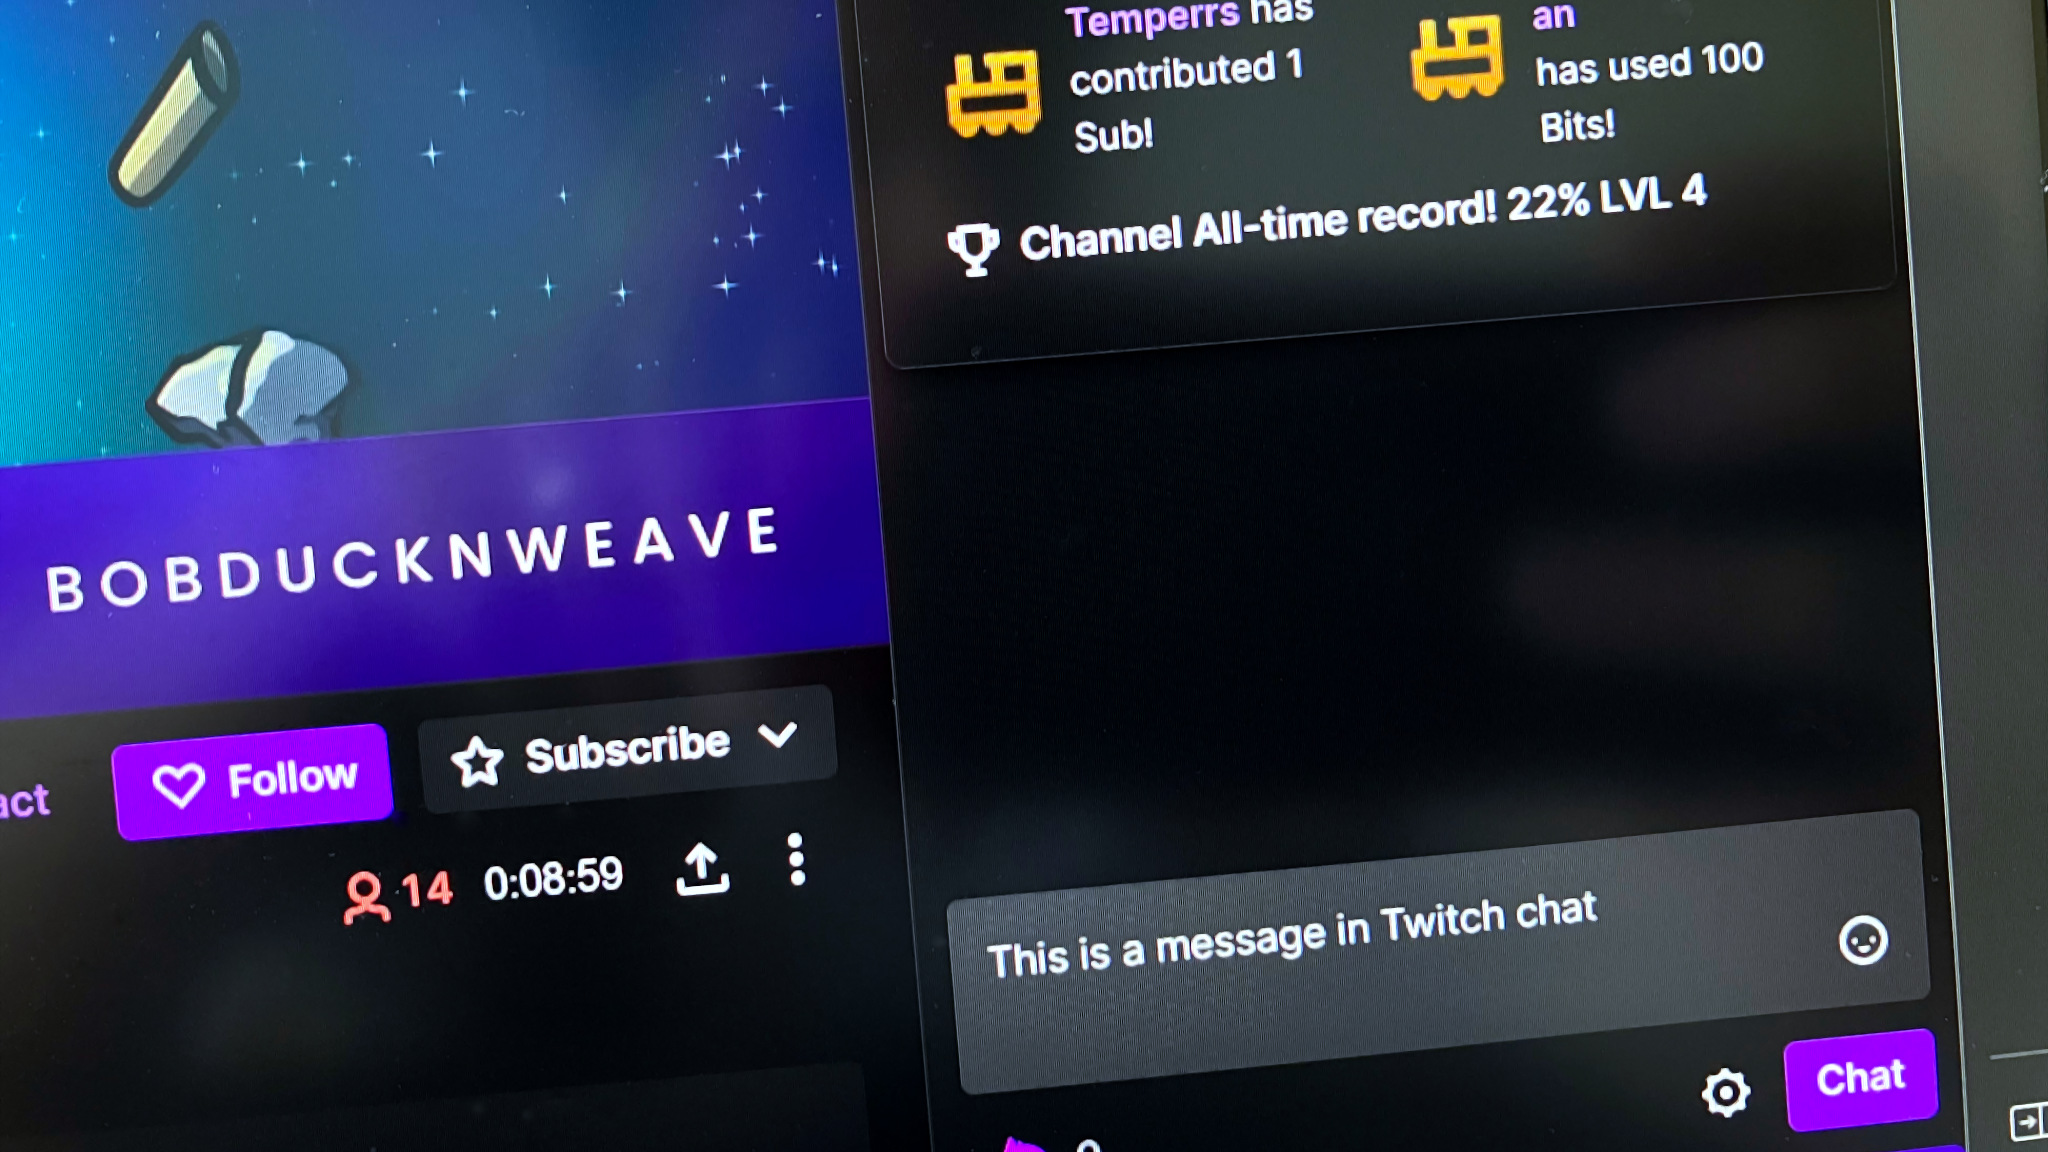 Temperrs has
contributed 1
Sub!
an
has used 100
Bits!
Channel All-time record! 22% LVL 4
BOBDUCKNWEAVE
act
Follow
Subscribe
14
0:08:59
This is a message in Twitch chat
Chat